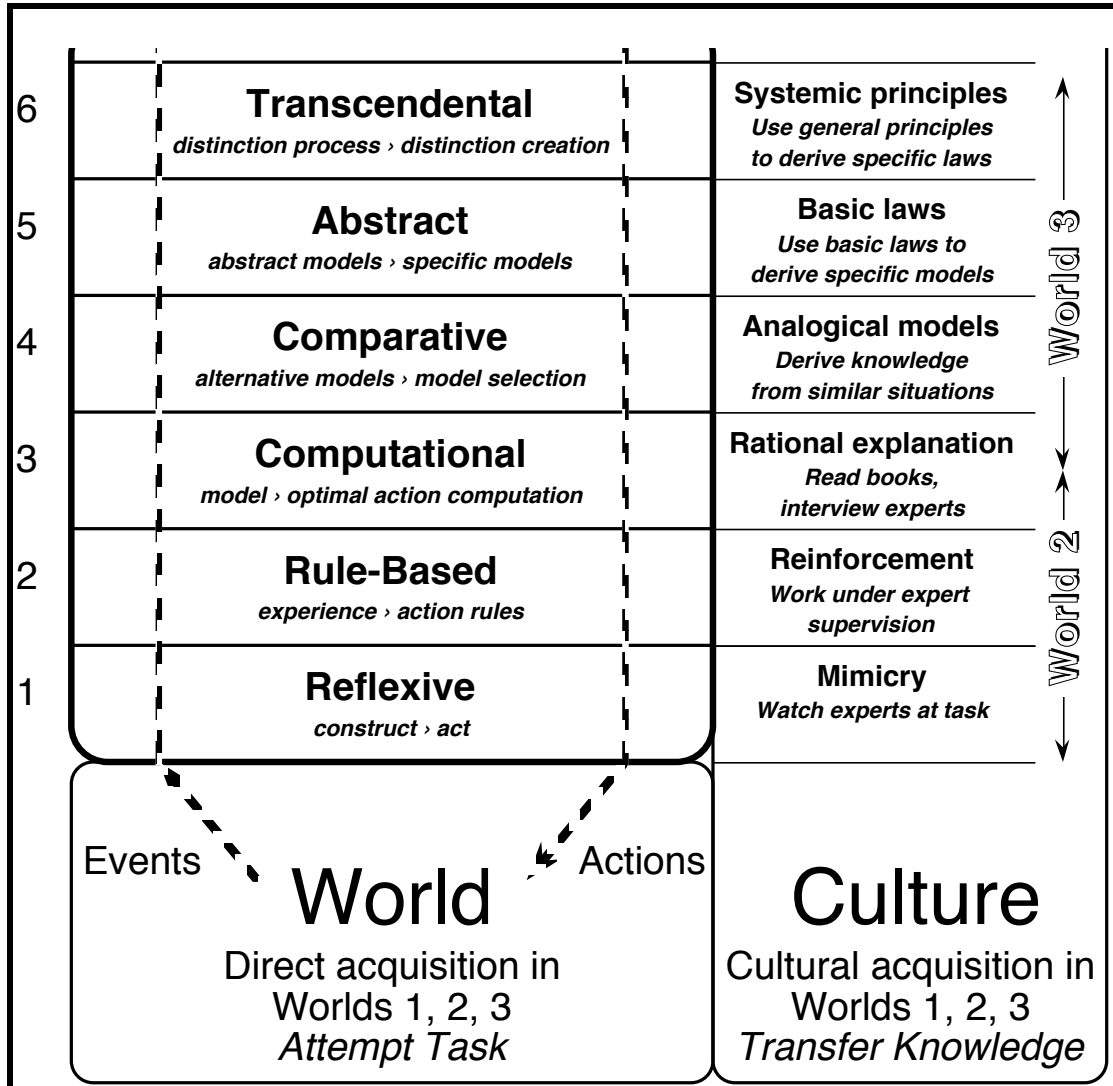 6
Transcendental
distinction process › distinction creation
Systemic principles
Use general principles
to derive specific laws
5
Abstract
abstract models › specific models
Basic laws
Use basic laws to
derive specific models
4
Comparative
alternative models › model selection
Analogical models
Derive knowledge
from similar situations
World 3
3
Computational
model › optimal action computation
Rational explanation
Read books,
interview experts
2
Rule-Based
experience › action rules
Reinforcement
Work under expert
supervision
World 2
1
Reflexive
construct › act
Mimicry
Watch experts at task
Events
Actions
World
Direct acquisition in
Worlds 1, 2, 3
Attempt Task
Culture
Cultural acquisition in
Worlds 1, 2, 3
Transfer Knowledge